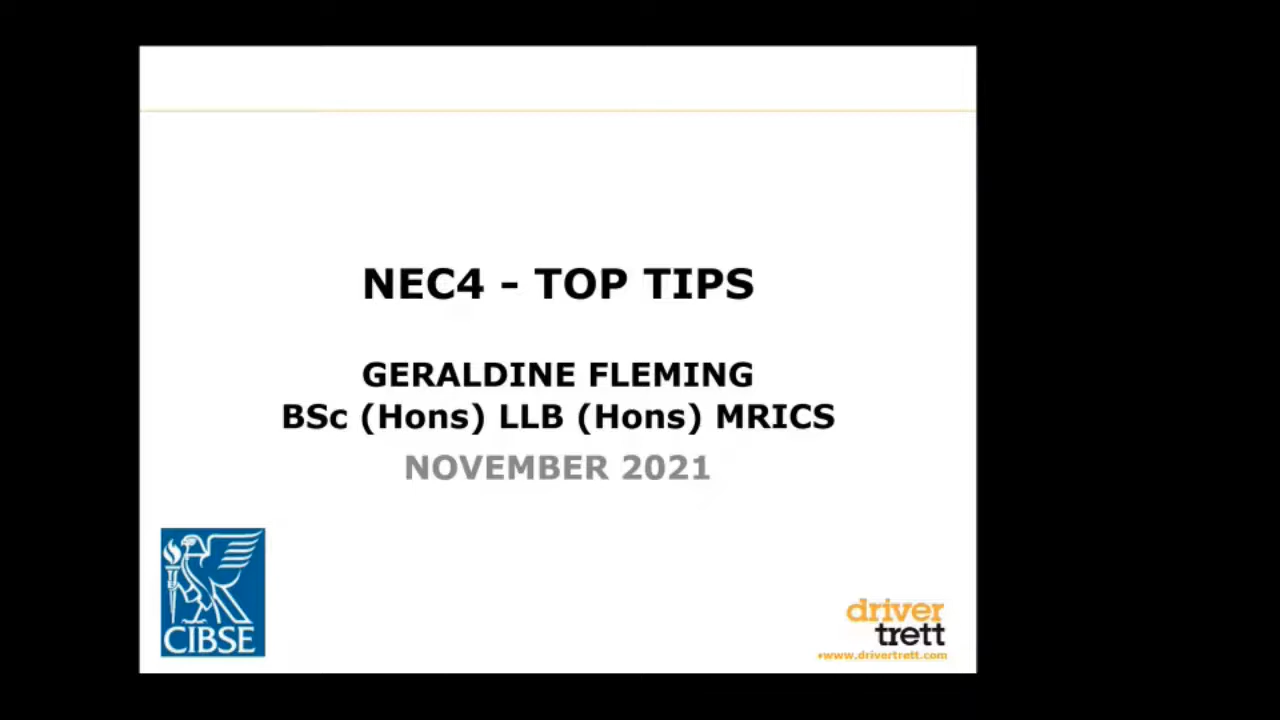 NEC4 - TOP TIPS
GERALDINE FLEMING
BSc (Hons) LLB (Hons) MRICS
NOVEMBER 2021
CIBSE
driver
trett
•www.drivertrett.com